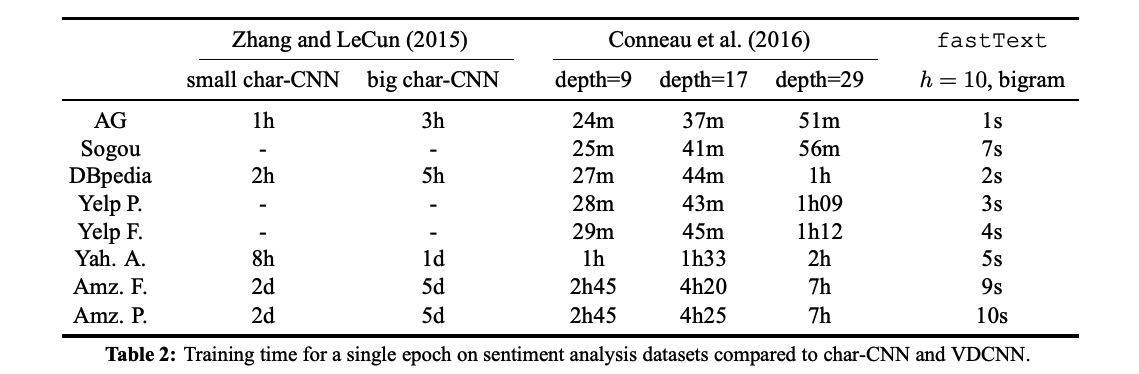 Zhang and LeCun (2015) Conneau et al. (2016) fastText
small char-CNN big char-CNN depth=9 depth=17 depth=29 h = 10, bigram
AG 1h 3h 24m 37m 51m 1s
Sogou - - 25m 41m 56m 7s
DBpedia 2h 5h 27m 44m 1h 2s
Yelp P. - - 28m 43m 1h09 3s
Yelp F. - - 29m 45m 1h12 4s
Yah. A. 8h 1d 1h 1h33 2h 5s
Amz. F. 2d 5d 2h45 4h20 7h 9s
Amz. P. 2d 5d 2h45 4h25 7h 10s
Table 2: Training time for a single epoch on sentiment analysis datasets compared to char-CNN and VDCNN.